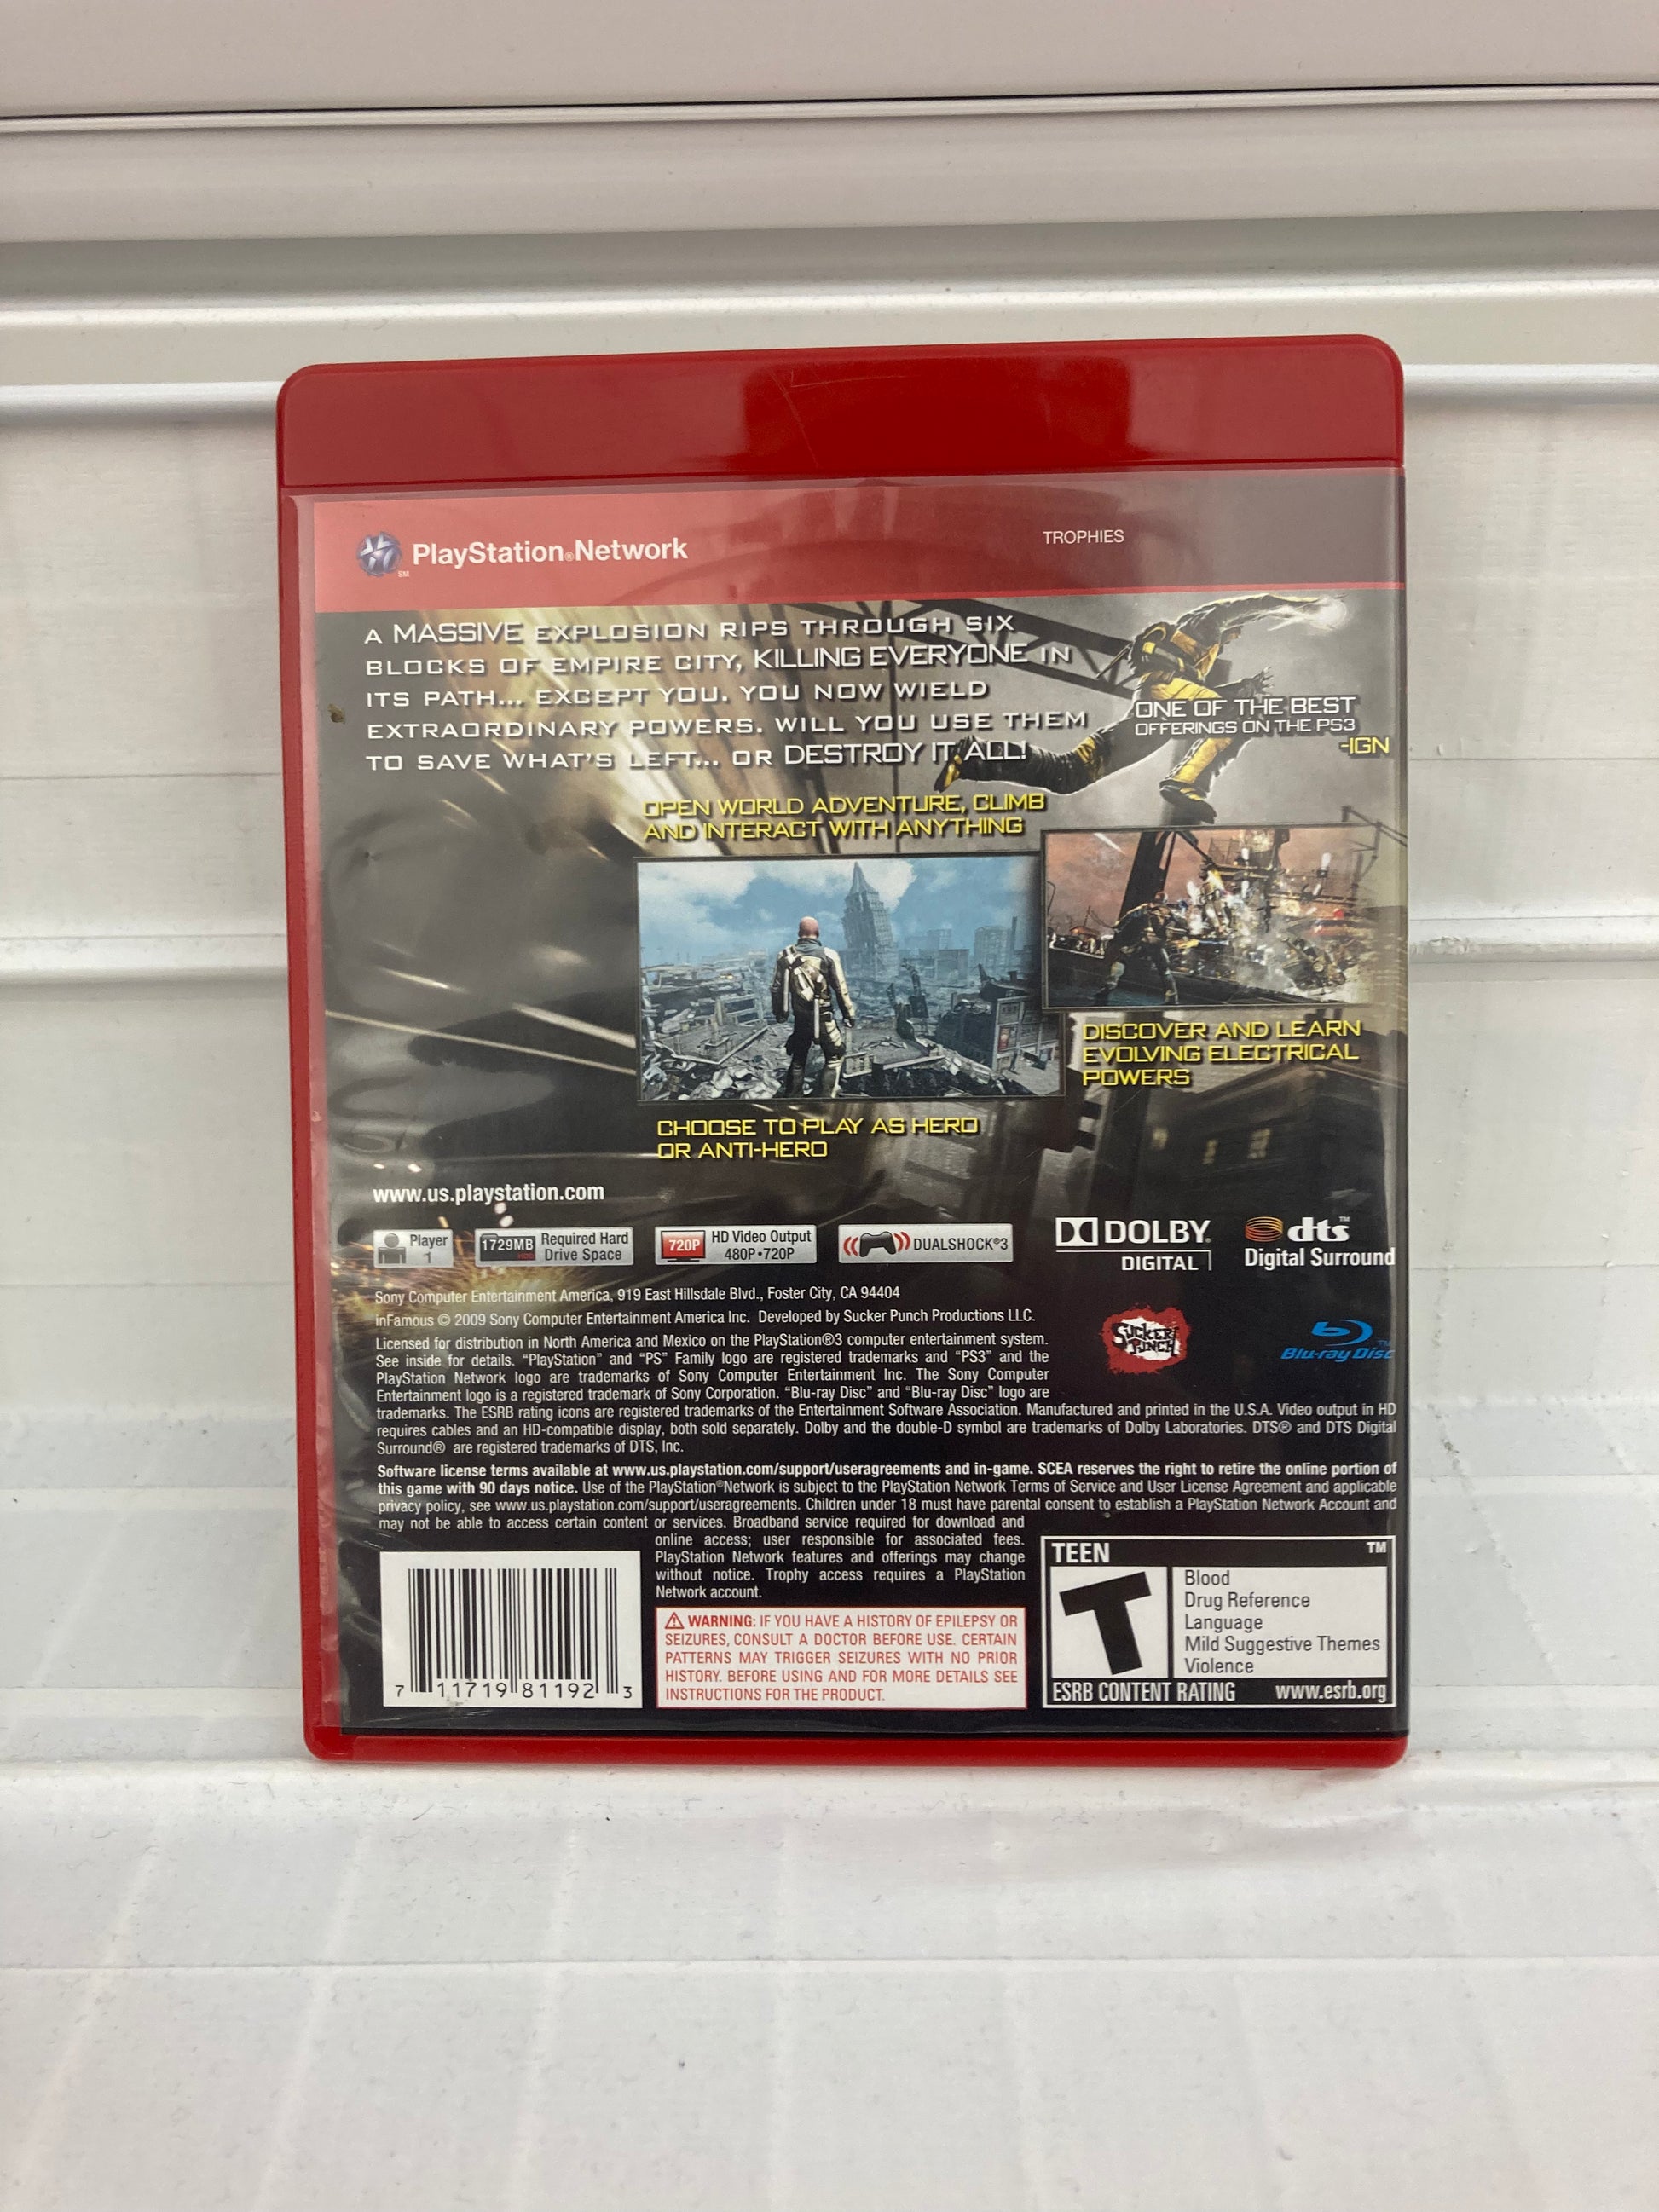 PlayStation®Network
SM
TROPHIES
A MASSIVE EXPLOSION RIPS THROUGH SIX
BLOCKS OF EMPIRE CITY, KILLING EVERYONE IN
ITS PATH... EXCEPT YOU. YOU NOW WIELD
EXTRAORDINARY POWERS. WILL YOU USE THEM
TO SAVE WHAT'S LEFT... OR DESTROY IT ALL!
ONE OF THE BEST
OFFERINGS ON THE PS3
-IGN
OPEN WORLD ADVENTURE, CLIMB
AND INTERACT WITH ANYTHING
DISCOVER AND LEARN
EVOLVING ELECTRICAL
POWERS
CHOOSE TO PLAY AS HERO
OR ANTI-HERO
www.us.playstation.com
Player
1
1729MB
Required Hard
Drive Space
720P
HD Video Output
480P•720P
DUALSHOCK®3
DOLBY®
DIGITAL
dts™
Digital Surround
Sony Computer Entertainment America, 919 East Hillsdale Blvd., Foster City, CA 94404
inFamous © 2009 Sony Computer Entertainment America Inc. Developed by Sucker Punch Productions LLC.
Licensed for distribution in North America and Mexico on the PlayStation®3 computer entertainment system.
See inside for details. "PlayStation" and "PS" Family logo are registered trademarks and "PS3" and the
PlayStation Network logo are trademarks of Sony Computer Entertainment Inc. The Sony Computer
Entertainment logo is a registered trademark of Sony Corporation. "Blu-ray Disc" and "Blu-ray Disc" logo are
trademarks. The ESRB rating icons are registered trademarks of the Entertainment Software Association. Manufactured and printed in the U.S.A. Video output in HD
requires cables and an HD-compatible display, both sold separately. Dolby and the double-D symbol are trademarks of Dolby Laboratories. DTS® and DTS Digital
Surround® are registered trademarks of DTS, Inc.
SUCKER
PUNCH
Blu-ray Disc
TM
Software license terms available at www.us.playstation.com/support/useragreements and in-game. SCEA reserves the right to retire the online portion of
this game with 90 days notice. Use of the PlayStation®Network is subject to the PlayStation Network Terms of Service and User License Agreement and applicable
privacy policy, see www.us.playstation.com/support/useragreements. Children under 18 must have parental consent to establish a PlayStation Network Account and
may not be able to access certain content or services. Broadband service required for download and
online access; user responsible for associated fees.
PlayStation Network features and offerings may change
without notice. Trophy access requires a PlayStation
Network account.
7 11719 81192 3
WARNING: IF YOU HAVE A HISTORY OF EPILEPSY OR
SEIZURES, CONSULT A DOCTOR BEFORE USE. CERTAIN
PATTERNS MAY TRIGGER SEIZURES WITH NO PRIOR
HISTORY. BEFORE USING AND FOR MORE DETAILS SEE
INSTRUCTIONS FOR THE PRODUCT.
TEEN
TM
T
Blood
Drug Reference
Language
Mild Suggestive Themes
Violence
ESRB CONTENT RATING www.esrb.org